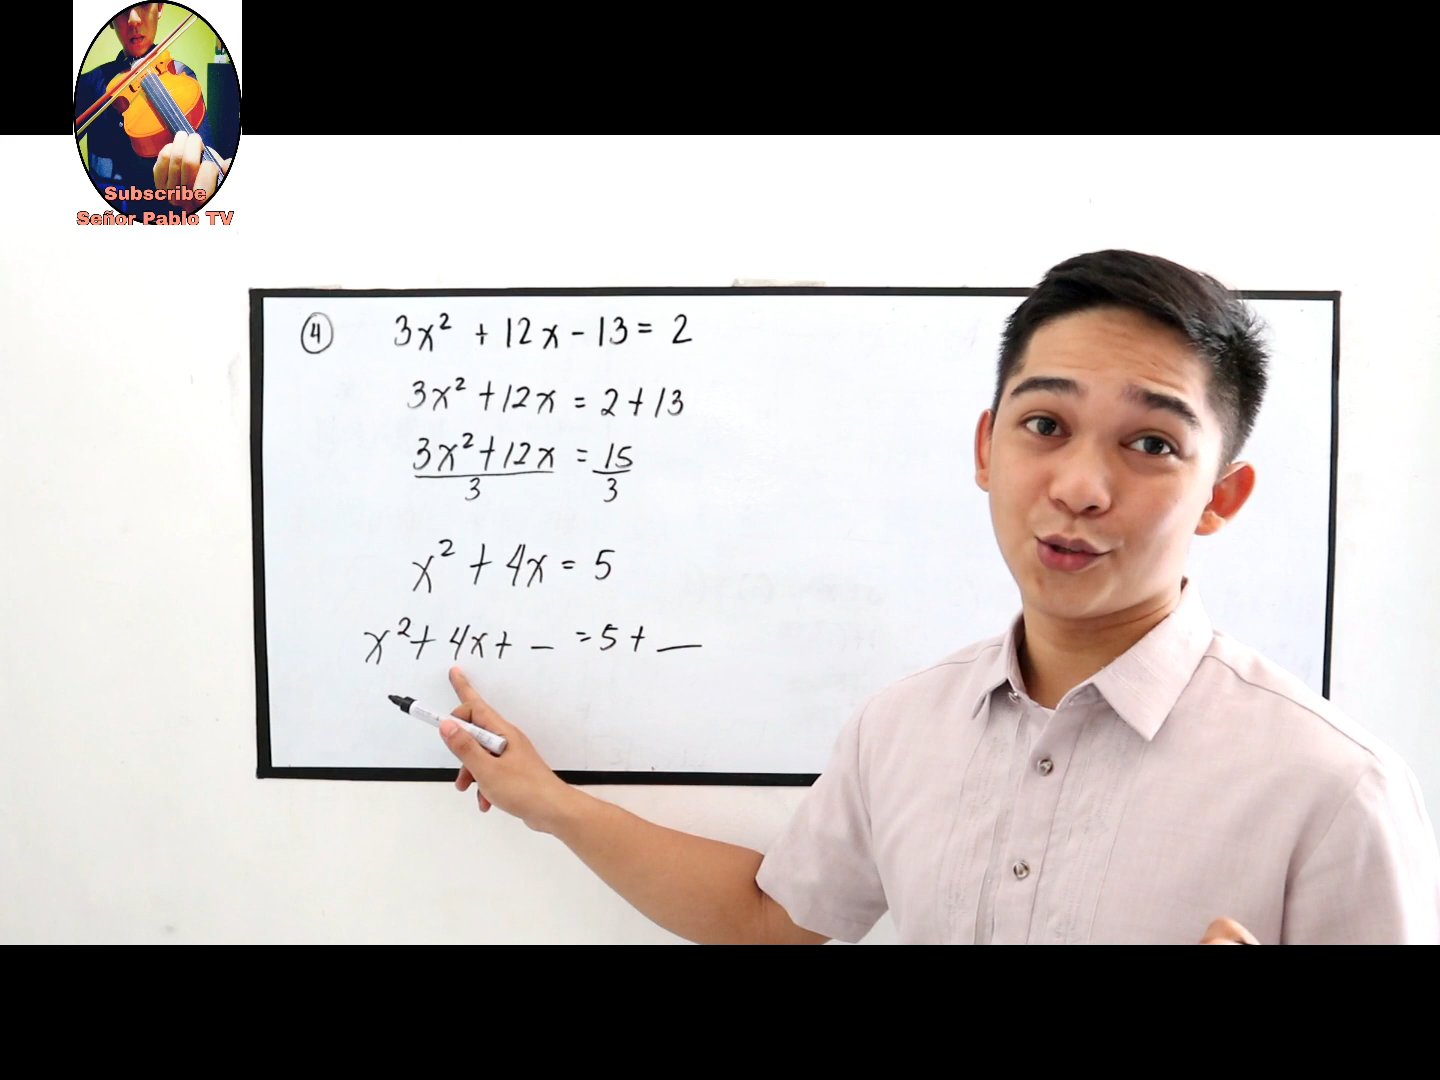 Subscribe
Señor Pablo TV
4 3x² + 12x - 13 = 2
3x² + 12x = 2 + 13
3x² + 12x = 15
3 3
x² + 4x = 5
x² + 4x + _ = 5 + _